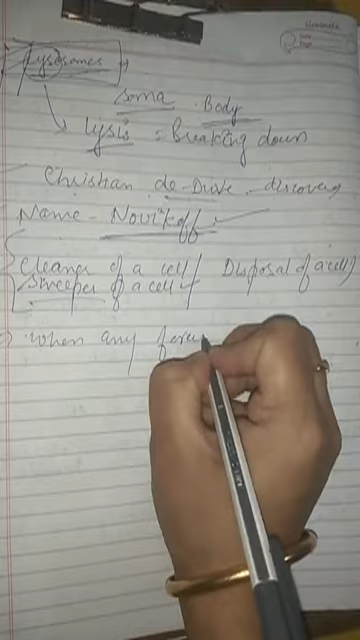 Lysosomes
Soma Body
Lysis = Breaking down
Christian de-Duve - discovery
Name - Novikoff
Cleaner of a cell / Disposal of a cell
Sweeper of a cell
when any